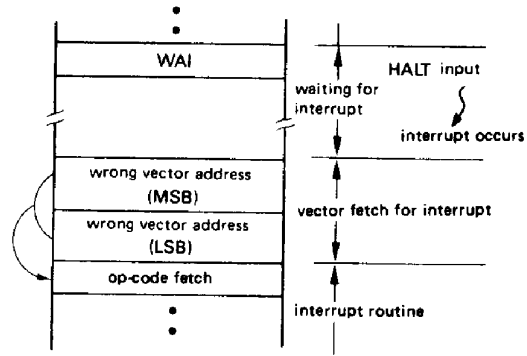 WAI
HALT input
waiting for
interrupt
interrupt occurs
wrong vector address
(MSB)
vector fetch for interrupt
wrong vector address
(LSB)
op-code fetch
interrupt routine